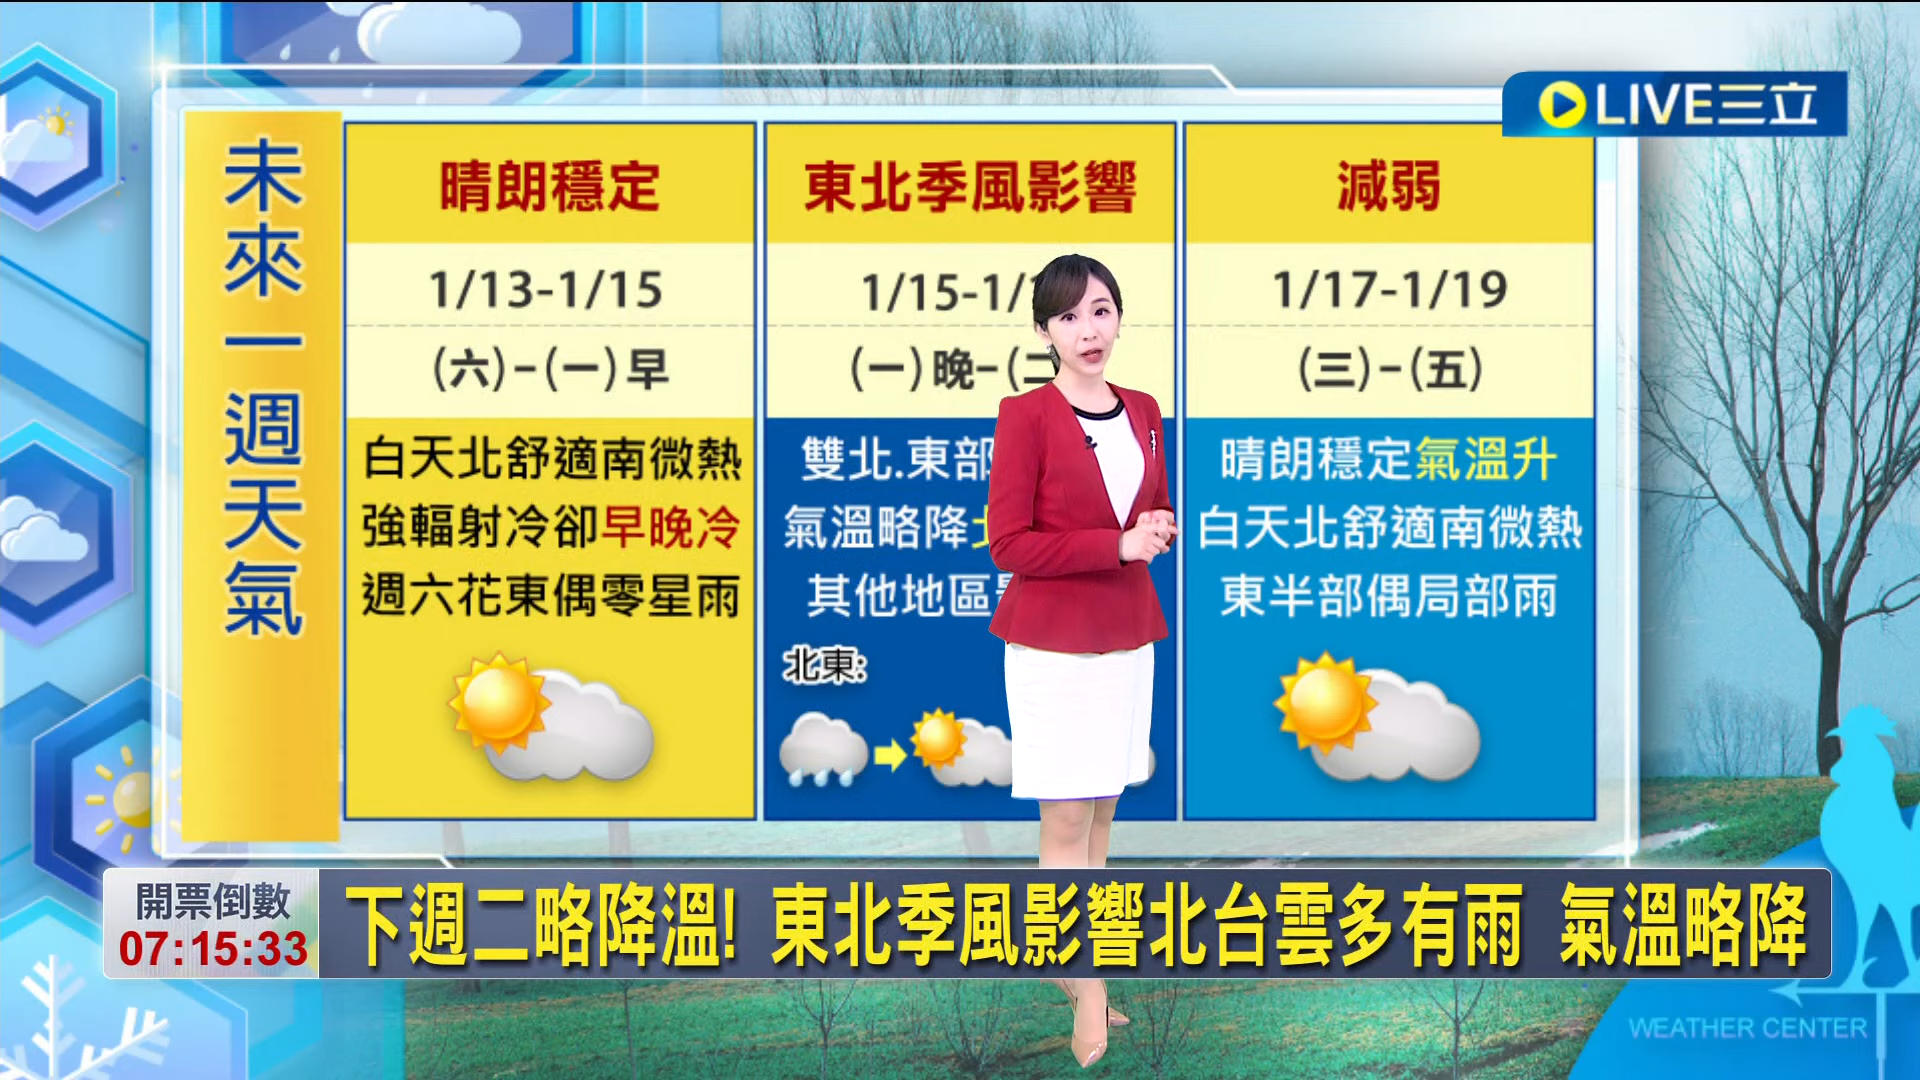 LIVE三立
未來一週天氣
晴朗穩定
1/13-1/15
(六)-(一)早
白天北舒適南微熱
強輻射冷卻早晚冷
週六花東偶零星雨
東北季風影響
1/15-1/
(一)晚-(二
雙北.東部
氣溫略降
其他地區
北東:
減弱
1/17-1/19
(三)-(五)
晴朗穩定氣溫升
白天北舒適南微熱
東半部偶局部雨
開票倒數
07:15:33
下週二略降溫! 東北季風影響北台雲多有雨 氣溫略降
WEATHER CENTER